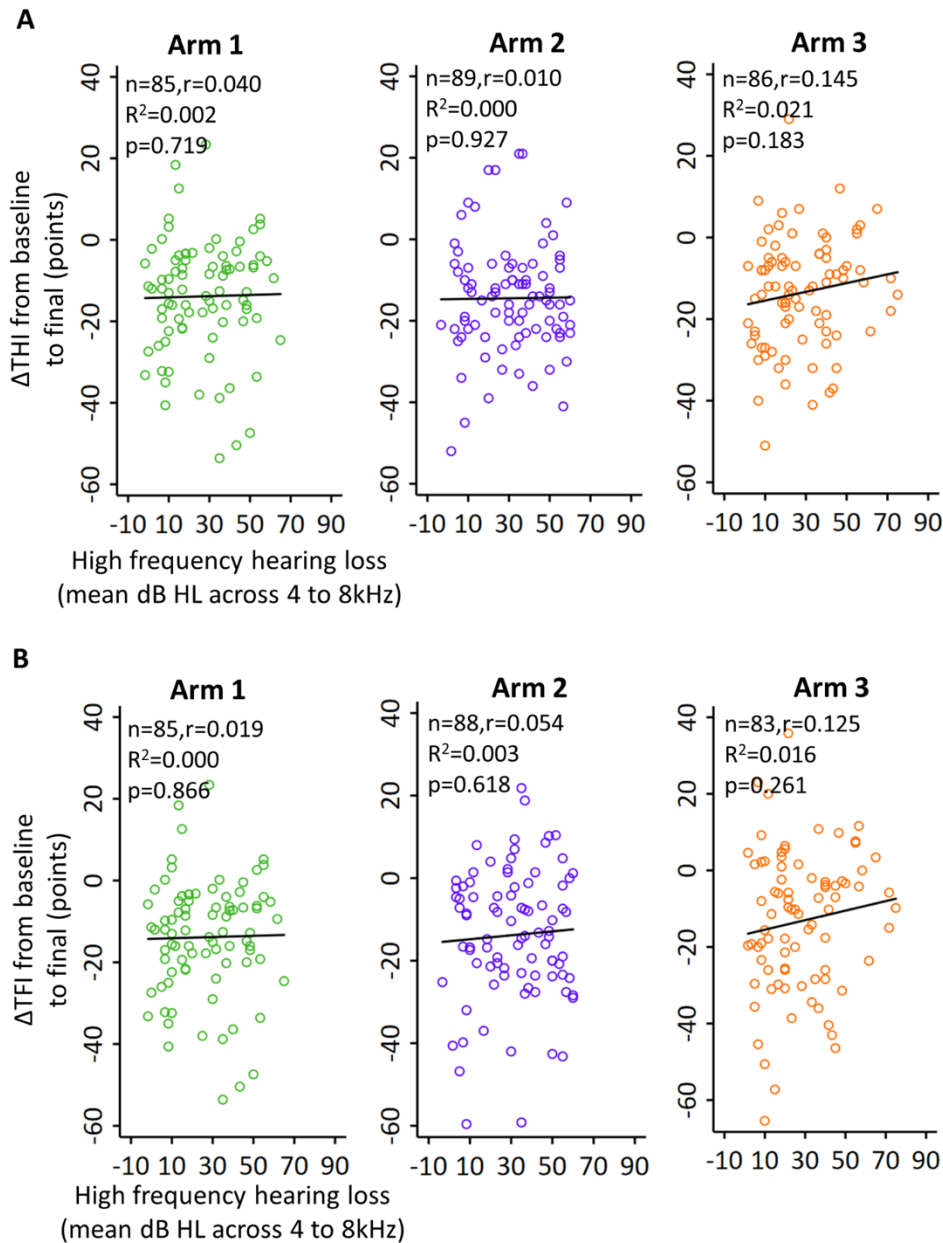 A
Arm 1
Arm 2
Arm 3
n=85,r=0.040
R²=0.002
p=0.719
n=89,r=0.010
R²=0.000
p=0.927
n=86,r=0.145
R²=0.021
p=0.183
ΔTHI from baseline
to final (points)
40
20
0
-20
-40
-60
40
20
0
-20
-40
-60
40
20
0
-20
-40
-60
-10 10 30 50 70 90
-10 10 30 50 70 90
-10 10 30 50 70 90
High frequency hearing loss
(mean dB HL across 4 to 8kHz)
B
Arm 1
Arm 2
Arm 3
n=85,r=0.019
R²=0.000
p=0.866
n=88,r=0.054
R²=0.003
p=0.618
n=83,r=0.125
R²=0.016
p=0.261
ΔTFI from baseline
to final (points)
40
20
0
-20
-40
-60
40
20
0
-20
-40
-60
40
20
0
-20
-40
-60
-10 10 30 50 70 90
-10 10 30 50 70 90
-10 10 30 50 70 90
High frequency hearing loss
(mean dB HL across 4 to 8kHz)